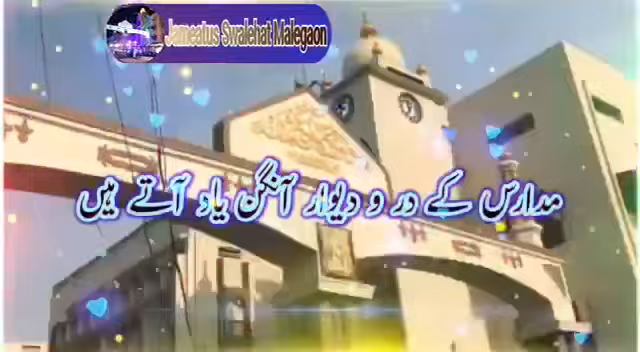 Jameatus Swalehat Malegaon
مدارس کے در و دیوار آنگن یاد آتے ہیں